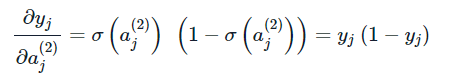 ∂y_j / ∂a_j^{(2)} = σ(a_j^{(2)}) (1 − σ(a_j^{(2)})) = y_j (1 − y_j)